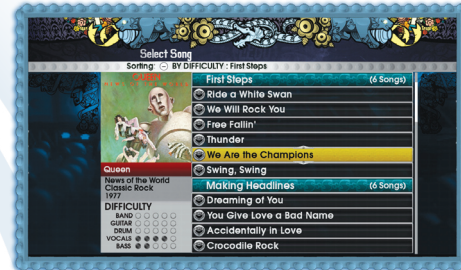 Select Song
Sorting: - BY DIFFICULTY : First Steps
First Steps (6 Songs)
Ride a White Swan
We Will Rock You
Free Fallin'
Thunder
We Are the Champions
Swing, Swing
Making Headlines (6 Songs)
Dreaming of You
You Give Love a Bad Name
Accidentally in Love
Crocodile Rock
QUEEN
Queen
News of the World
Classic Rock
1977
DIFFICULTY
BAND
GUITAR
DRUM
VOCALS
BASS